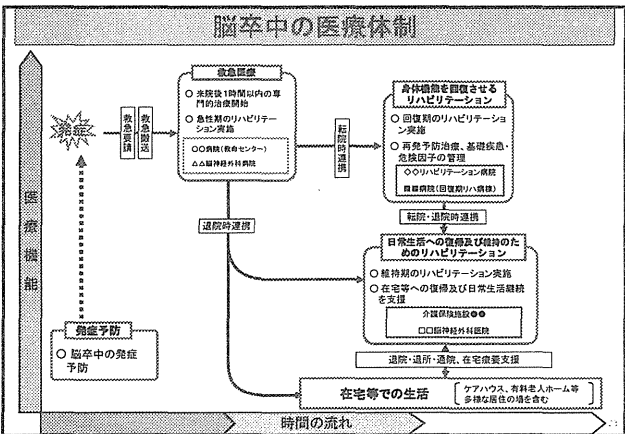 脳卒中の医療体制
医療機能
発症
救急要請
救急搬送
救急医療
○ 来院後1時間以内の専
門的治療開始
○ 急性期のリハビリテー
ション実施
○○病院(救命センター)
△△脳神経外科病院
転院時連携
身体機能を回復させる
リハビリテーション
○ 回復期のリハビリテーショ
ン実施
○ 再発予防治療、基礎疾患・
危険因子の管理
◇◇リハビリテーション病院
病院(回復期リハ病棟)
転院・退院時連携
退院時連携
日常生活への復帰及び維持のた
めのリハビリテーション
○ 維持期のリハビリテーション実施
○ 在宅等への復帰及び日常生活継続
を支援
介護保険施設
□□脳神経外科医院
発症予防
○ 脳卒中の発症
予防
退院・退所・通院、在宅療養支援
在宅等での生活
ケアハウス、有料老人ホーム等
多様な居住の場を含む
時間の流れ